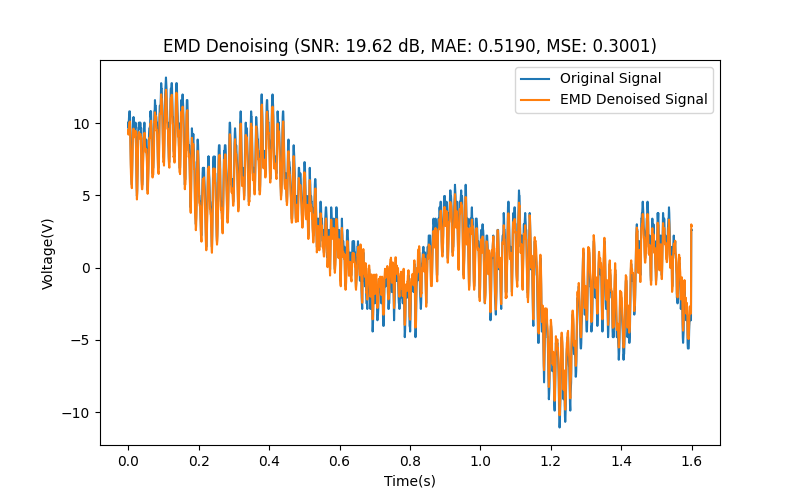 EMD Denoising (SNR: 19.62 dB, MAE: 0.5190, MSE: 0.3001)
Original Signal
EMD Denoised Signal
Voltage(V)
10
5
0
−5
−10
0.0 0.2 0.4 0.6 0.8 1.0 1.2 1.4 1.6
Time(s)